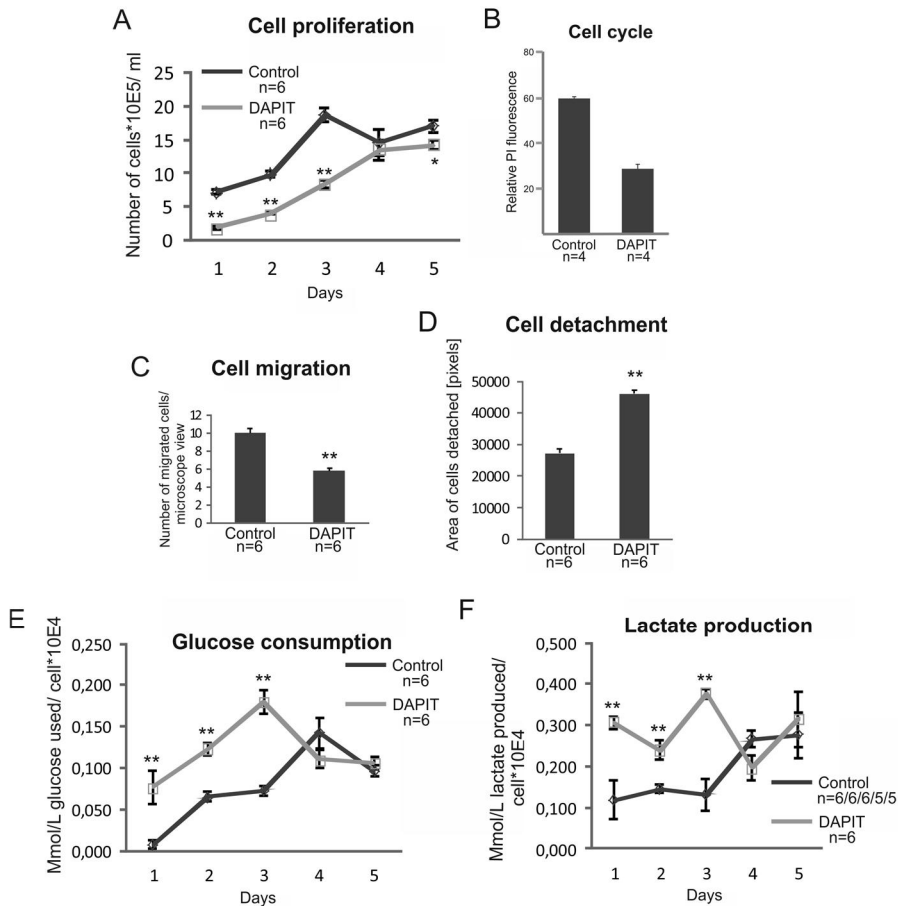 A
Cell proliferation
Number of cells*10E5/ ml
25
20
15
10
5
0
Control
n=6
DAPIT
n=6
**
**
**
*
1 2 3 4 5
Days
B
Cell cycle
Relative PI fluorescence
80
60
40
20
Control
n=4
DAPIT
n=4
C
Cell migration
Number of migrated cells/
microscope view
12
10
8
6
4
2
0
**
Control
n=6
DAPIT
n=6
D
Cell detachment
Area of cells detached [pixels]
50000
40000
30000
20000
10000
0
**
Control
n=6
DAPIT
n=6
E
Glucose consumption
Mmol/L glucose used/ cell*10E4
0,250
0,200
0,150
0,100
0,050
0,000
Control
n=6
DAPIT
n=6
**
**
**
1 2 3 4 5
Days
F
Lactate production
Mmol/L lactate produced/
cell*10E4
0,500
0,400
0,300
0,200
0,100
0,000
**
**
**
Control
n=6/6/6/5/5
DAPIT
n=6
1 2 3 4 5
Days